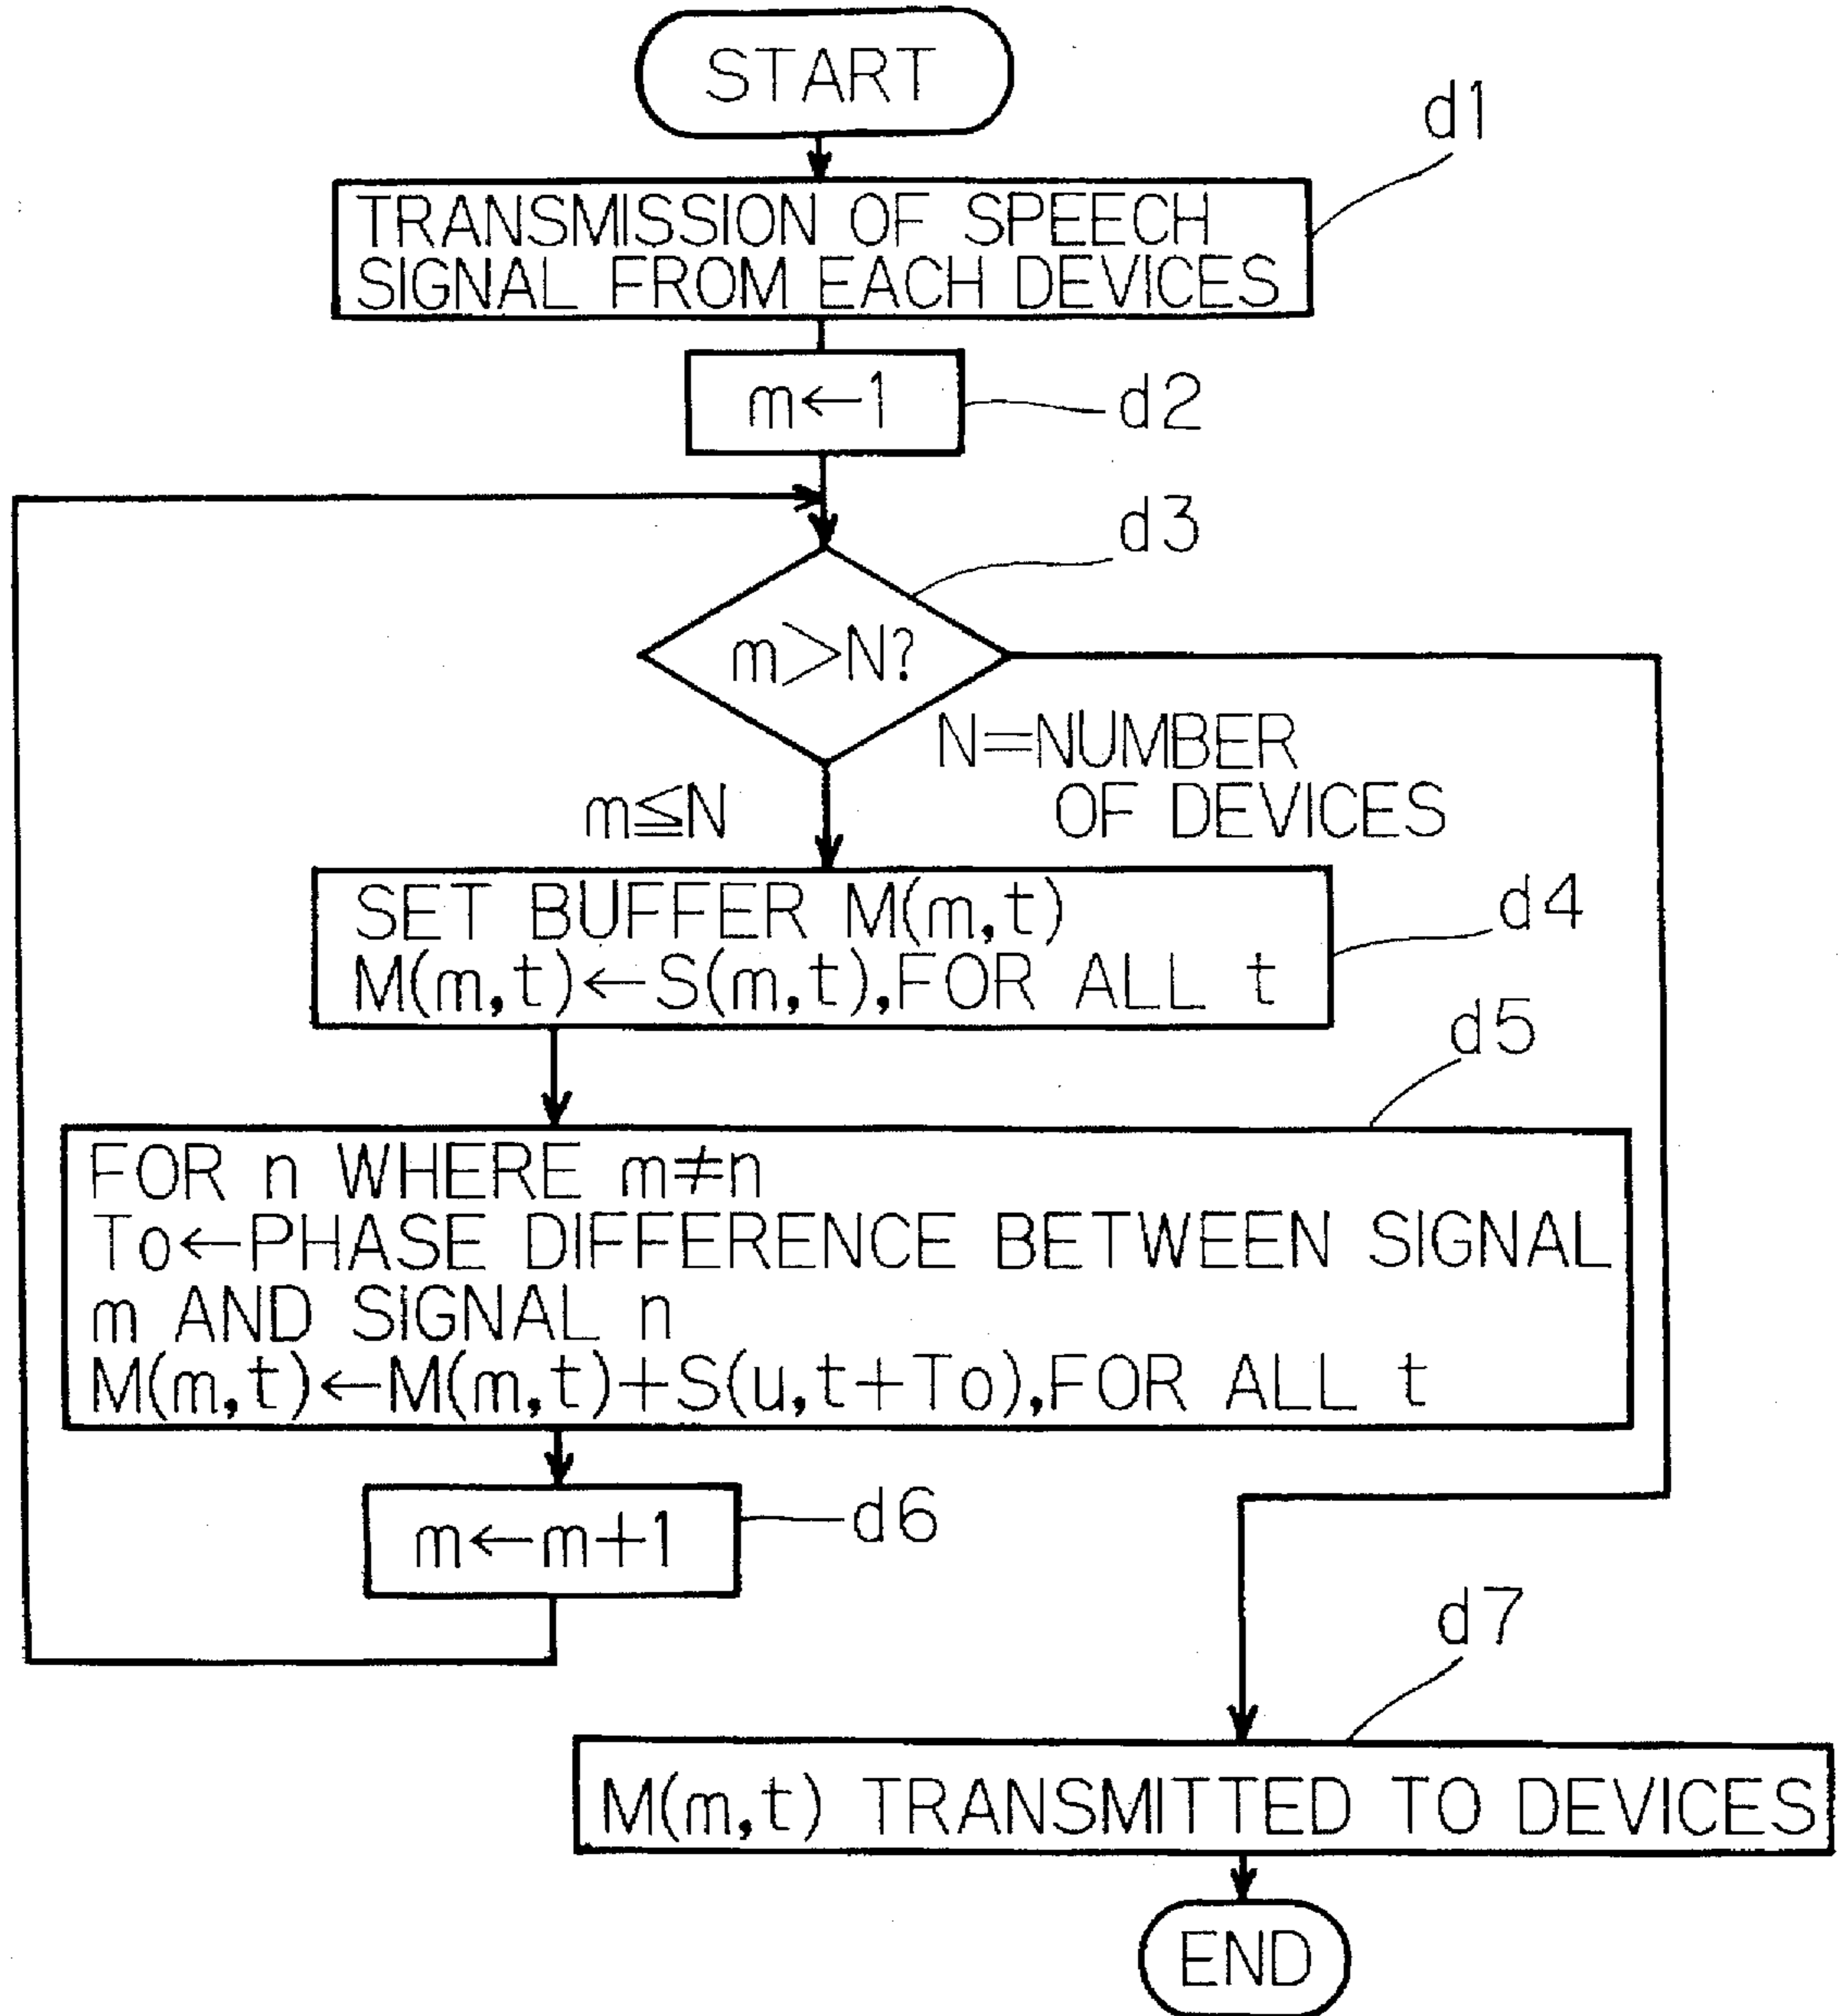 START
d1
TRANSMISSION OF SPEECH
SIGNAL FROM EACH DEVICES
m←1
d2
d3
m>N?
N=NUMBER
OF DEVICES
m≦N
SET BUFFER M(m,t)
M(m,t)←S(m,t),FOR ALL t
d4
d5
FOR n WHERE m≠n
To←PHASE DIFFERENCE BETWEEN SIGNAL
m AND SIGNAL n
M(m,t)←M(m,t)+S(u,t+To),FOR ALL t
m←m+1
d6
d7
M(m,t) TRANSMITTED TO DEVICES
END